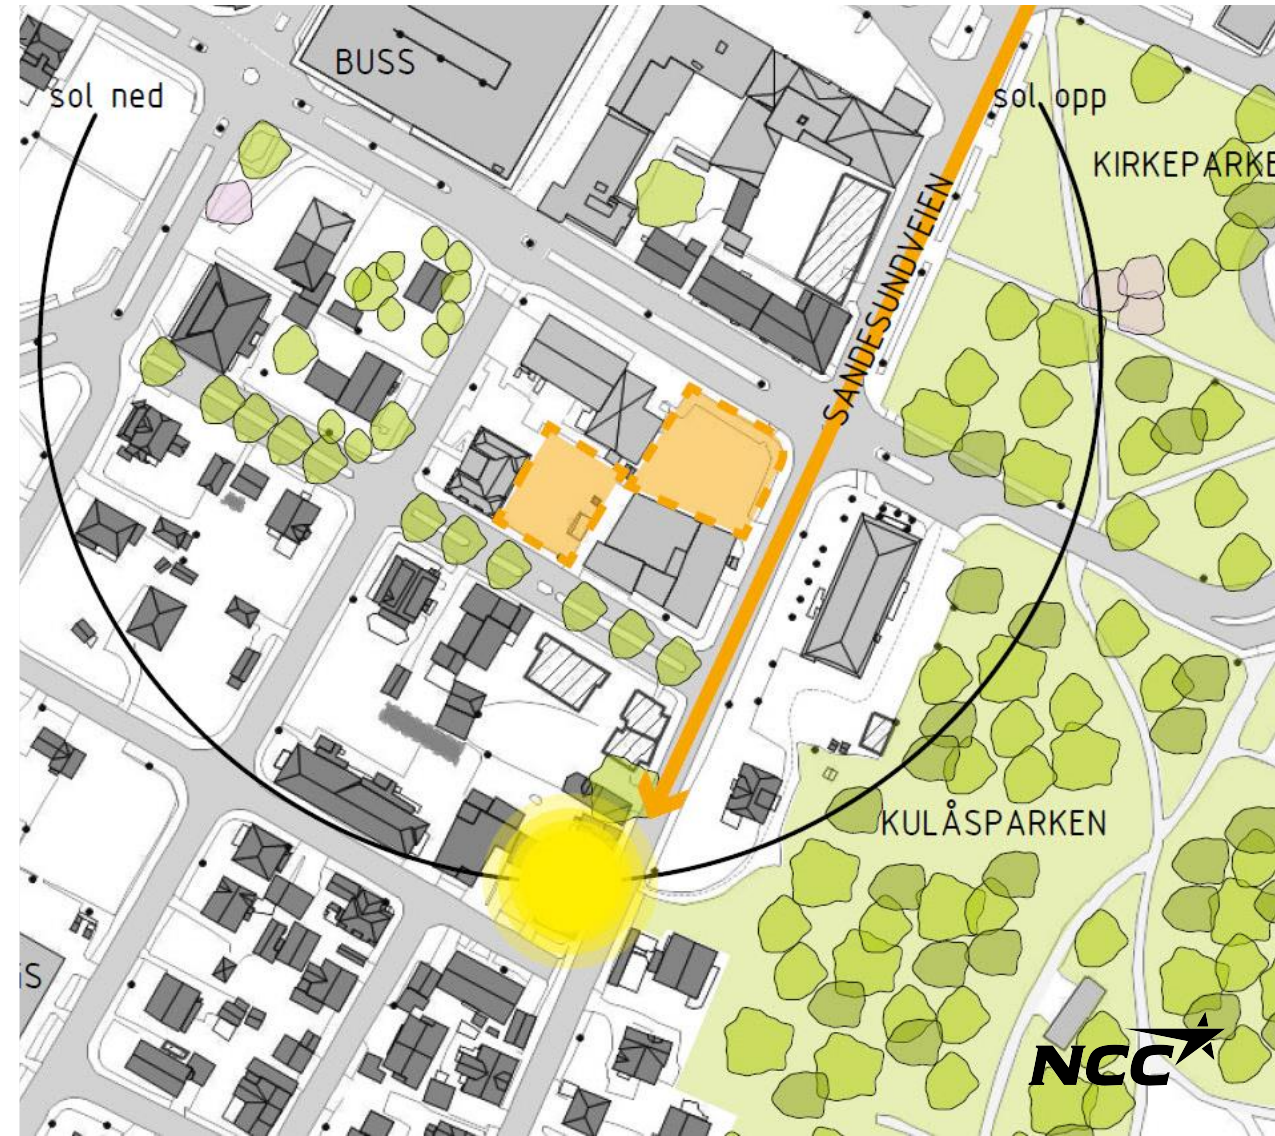 BUSS
sol ned
sol opp
KIRKEPARKE
SANDESUNDVEIEN
KULÅSPARKEN
NCC